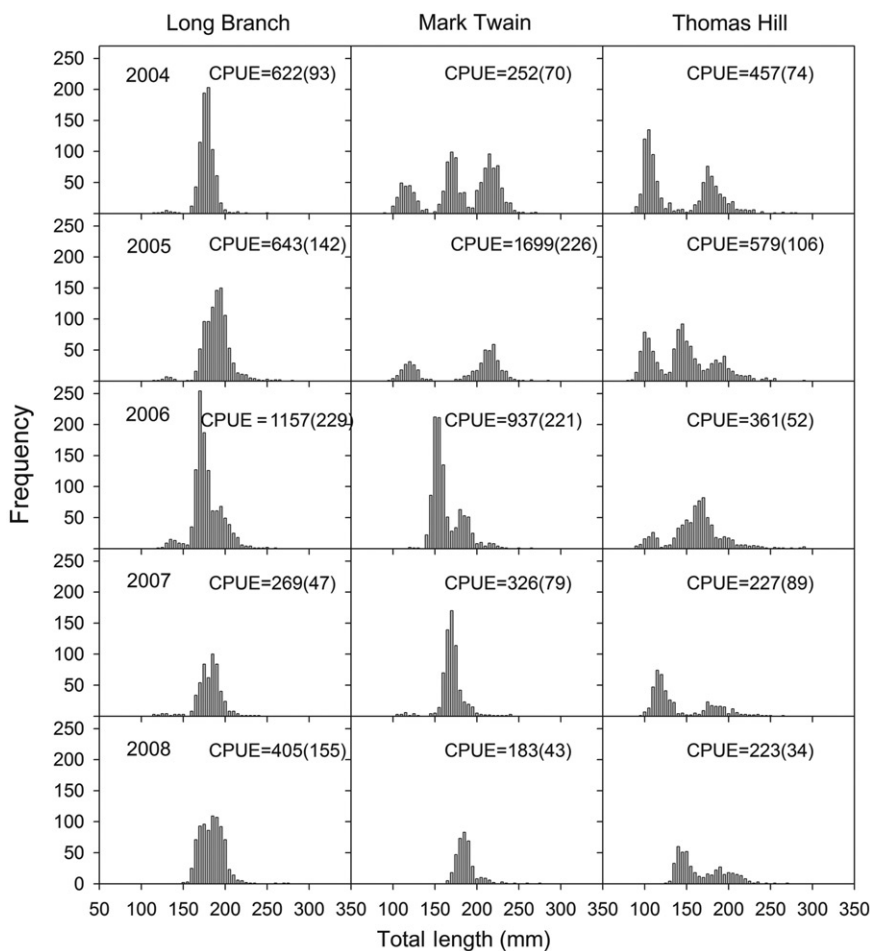 Long Branch Mark Twain Thomas Hill
250 2004 CPUE=622(93) CPUE=252(70) CPUE=457(74)
200
150
100
50
250 2005 CPUE=643(142) CPUE=1699(226) CPUE=579(106)
200
150
100
50
250 2006 CPUE =1157(229) CPUE=937(221) CPUE=361(52)
200
150
100
50
250 2007 CPUE=269(47) CPUE=326(79) CPUE=227(89)
200
150
100
50
250 2008 CPUE=405(155) CPUE=183(43) CPUE=223(34)
200
150
100
50
0
Frequency
50 100 150 200 250 300 350 100 150 200 250 300 350 100 150 200 250 300 350
Total length (mm)